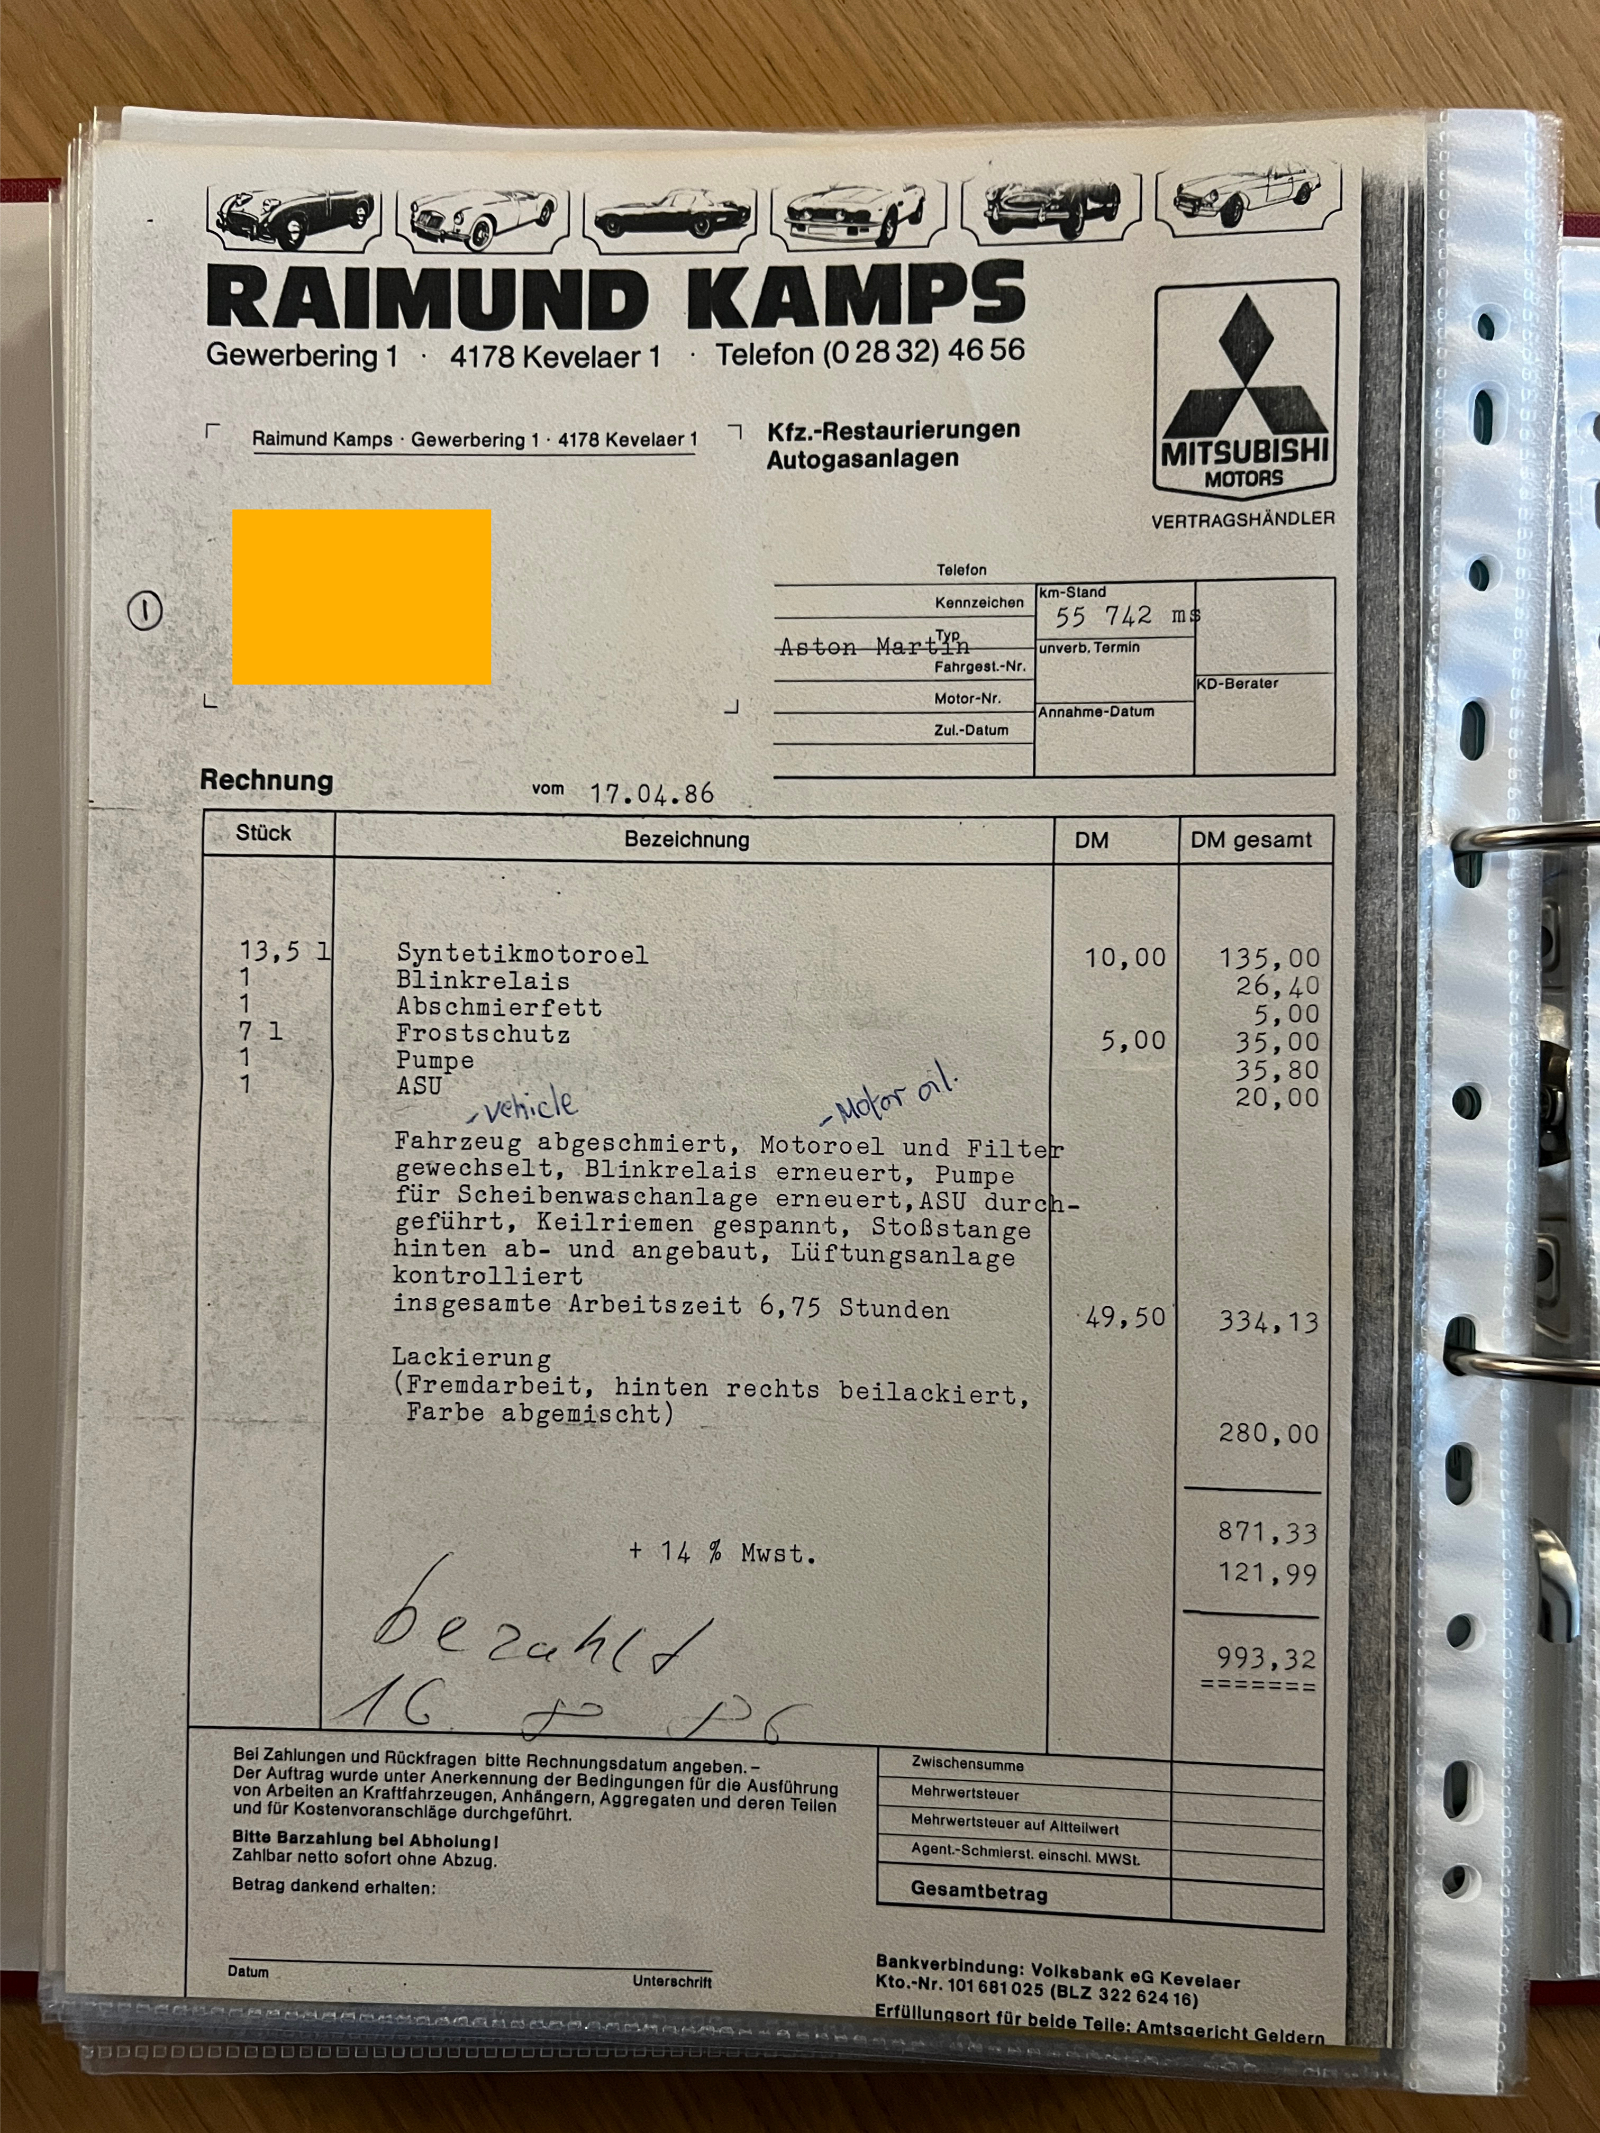 RAIMUND KAMPS
Gewerbering 1 · 4178 Kevelaer 1 · Telefon (0 28 32) 46 56
Raimund Kamps · Gewerbering 1 · 4178 Kevelaer 1
Kfz.-Restaurierungen
Autogasanlagen
MITSUBISHI
MOTORS
VERTRAGSHÄNDLER
1
Telefon
Kennzeichen
km-Stand
55 742 ms
Typ
Aston Martin
unverb. Termin
Fahrgest.-Nr.
KD-Berater
Motor-Nr.
Annahme-Datum
Zul.-Datum
Rechnung vom 17.04.86
Stück Bezeichnung DM DM gesamt
13,5 l Syntetikmotoroel 10,00 135,00
1 Blinkrelais 26,40
1 Abschmierfett 5,00
7 l Frostschutz 5,00 35,00
1 Pumpe 35,80
1 ASU 20,00
-vehicle -Motor oil.
Fahrzeug abgeschmiert, Motoroel und Filter
gewechselt, Blinkrelais erneuert, Pumpe
für Scheibenwaschanlage erneuert,ASU durch-
geführt, Keilriemen gespannt, Stoßstange
hinten ab- und angebaut, Lüftungsanlage
kontrolliert
insgesamte Arbeitszeit 6,75 Stunden 49,50 334,13
Lackierung
(Fremdarbeit, hinten rechts beilackiert,
Farbe abgemischt)
280,00
871,33
+ 14 % Mwst. 121,99
993,32
=======
bezahlt
16 8 86
Bei Zahlungen und Rückfragen bitte Rechnungsdatum angeben. –
Der Auftrag wurde unter Anerkennung der Bedingungen für die Ausführung
von Arbeiten an Kraftfahrzeugen, Anhängern, Aggregaten und deren Teilen
und für Kostenvoranschläge durchgeführt.
Bitte Barzahlung bei Abholung!
Zahlbar netto sofort ohne Abzug.
Betrag dankend erhalten:
Zwischensumme
Mehrwertsteuer
Mehrwertsteuer auf Altteilwert
Agent.-Schmierst. einschl. MWSt.
Gesamtbetrag
Datum Unterschrift
Bankverbindung: Volksbank eG Kevelaer
Kto.-Nr. 101 681 025 (BLZ 322 624 16)
Erfüllungsort für beide Teile: Amtsgericht Geldern